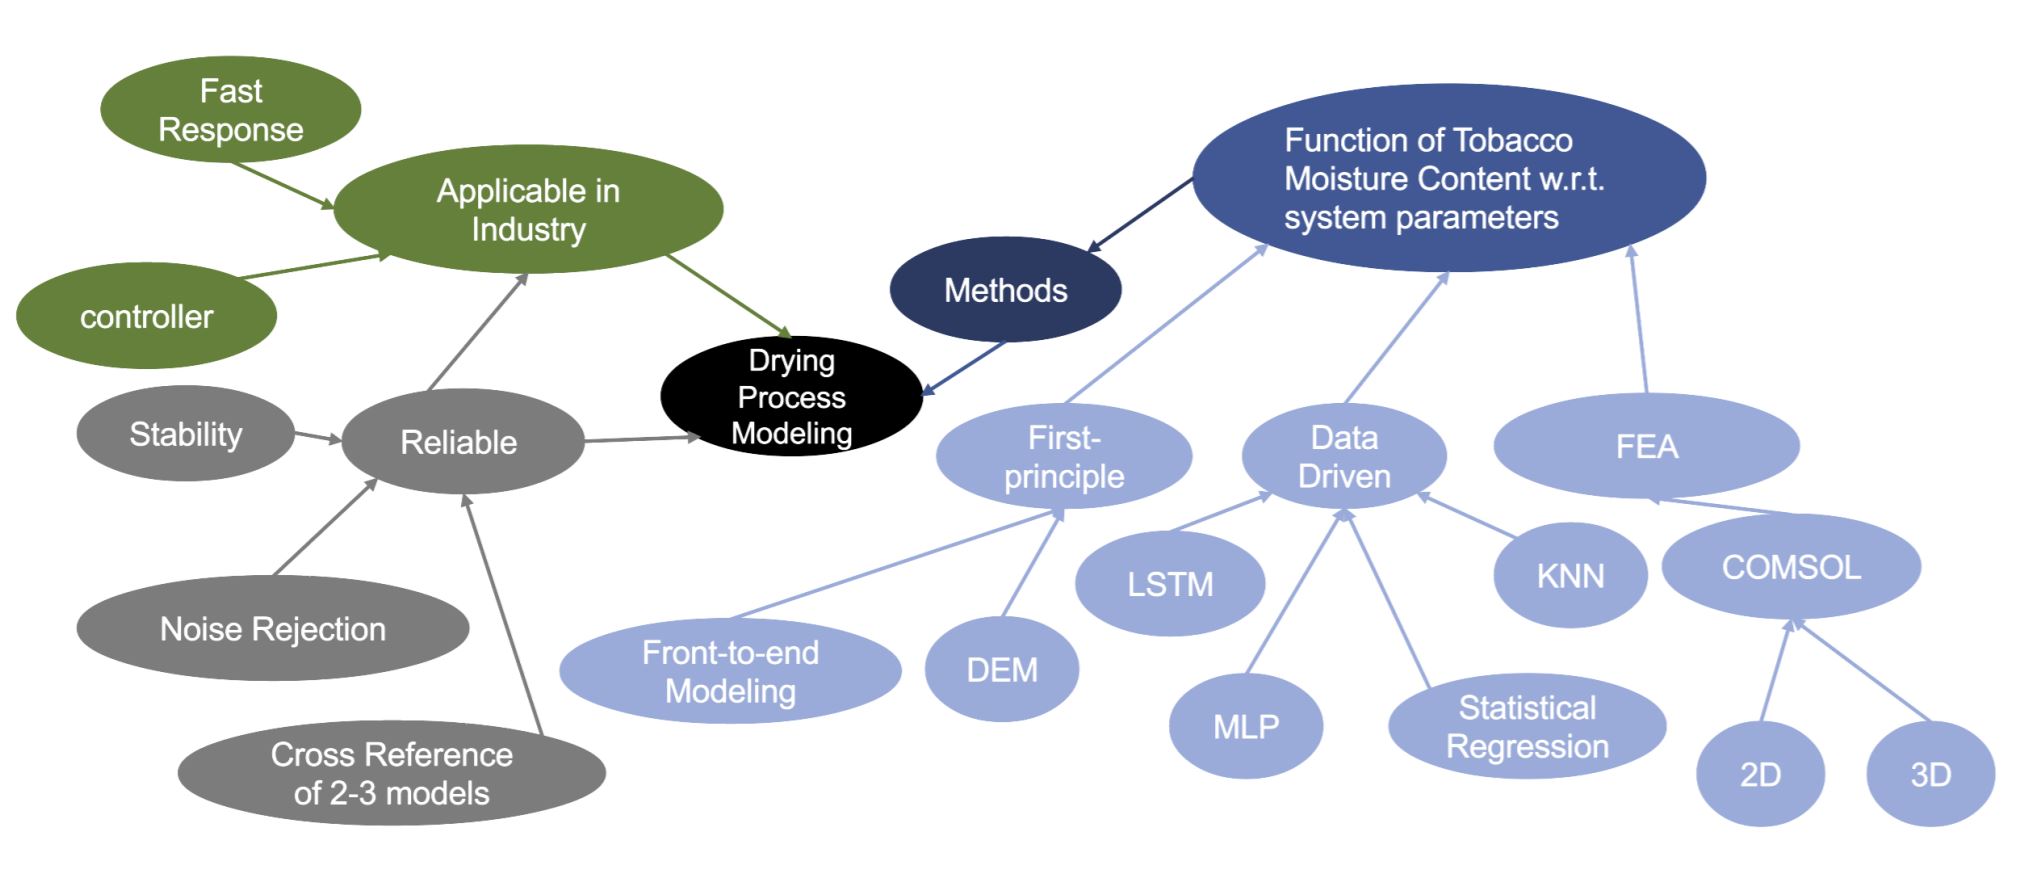 Fast
Response
Applicable in
Industry
controller
Stability
Reliable
Noise Rejection
Cross Reference
of 2-3 models
Drying
Process
Modeling
Methods
Function of Tobacco
Moisture Content w.r.t.
system parameters
First-
principle
Data
Driven
FEA
Front-to-end
Modeling
DEM
LSTM
MLP
Statistical
Regression
KNN
COMSOL
2D
3D